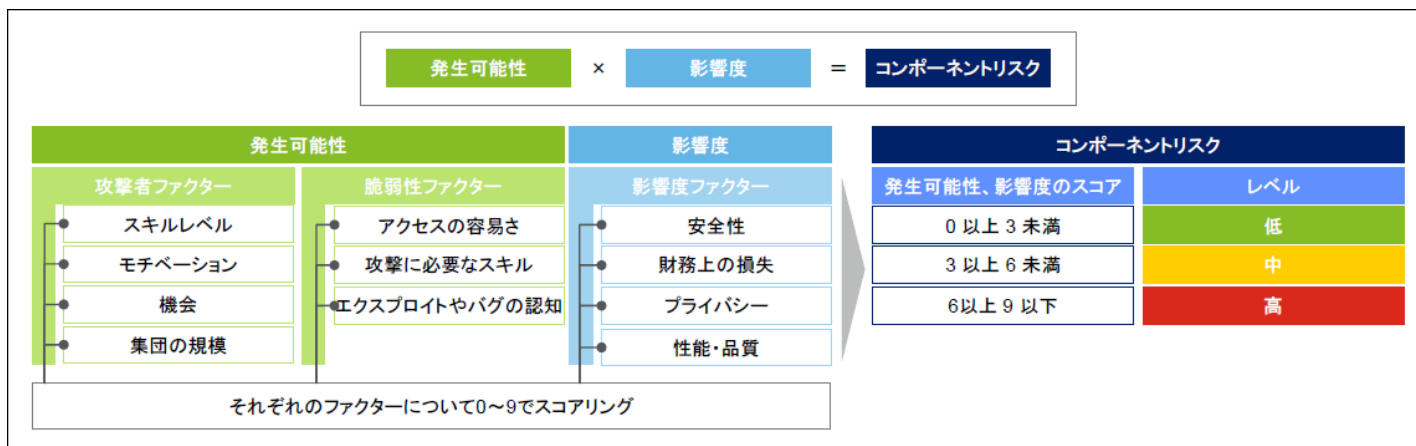 発生可能性 × 影響度 = コンポーネントリスク
発生可能性 影響度 コンポーネントリスク
攻撃者ファクター 脆弱性ファクター 影響度ファクター 発生可能性、影響度のスコア レベル
スキルレベル アクセスの容易さ 安全性 0 以上 3 未満 低
モチベーション 攻撃に必要なスキル 財務上の損失 3 以上 6 未満 中
機会 エクスプロイトやバグの認知 プライバシー 6以上 9 以下 高
集団の規模 性能・品質
それぞれのファクターについて0～9でスコアリング